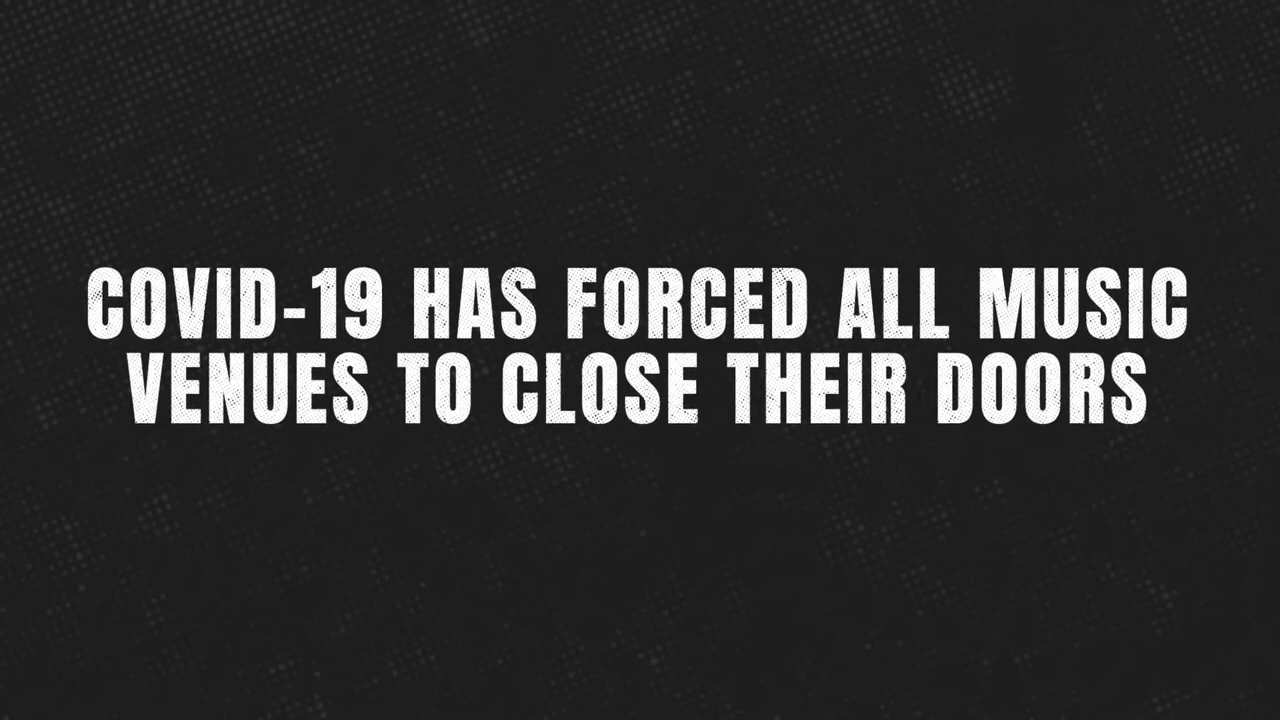 COVID-19 HAS FORCED ALL MUSIC
VENUES TO CLOSE THEIR DOORS